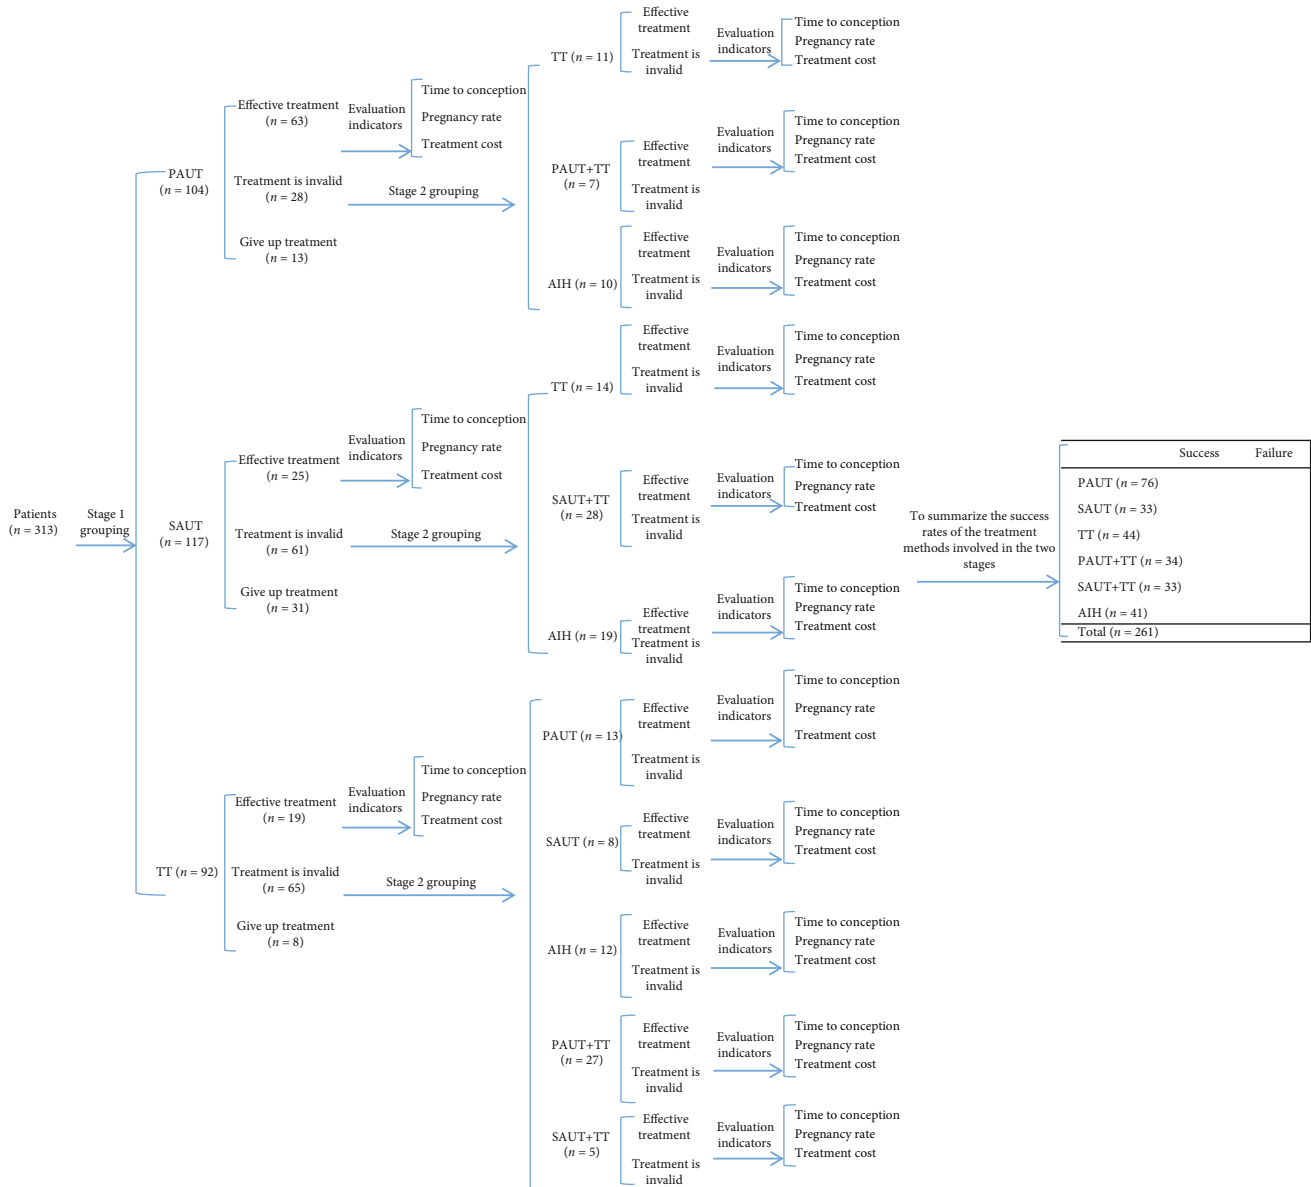 Patients
(n = 313)
Stage 1
grouping
PAUT
(n = 104)
Effective treatment
(n = 63)
Evaluation
indicators
Time to conception
Pregnancy rate
Treatment cost
Treatment is invalid
(n = 28)
Stage 2 grouping
Give up treatment
(n = 13)
TT (n = 11)
Effective
treatment
Treatment is
invalid
Evaluation
indicators
Time to conception
Pregnancy rate
Treatment cost
PAUT+TT
(n = 7)
Effective
treatment
Treatment is
invalid
Evaluation
indicators
Time to conception
Pregnancy rate
Treatment cost
AIH (n = 10)
Effective
treatment
Treatment is
invalid
Evaluation
indicators
Time to conception
Pregnancy rate
Treatment cost
SAUT
(n = 117)
Effective treatment
(n = 25)
Evaluation
indicators
Time to conception
Pregnancy rate
Treatment cost
Treatment is invalid
(n = 61)
Stage 2 grouping
Give up treatment
(n = 31)
TT (n = 14)
Effective
treatment
Treatment is
invalid
Evaluation
indicators
Time to conception
Pregnancy rate
Treatment cost
SAUT+TT
(n = 28)
Effective
treatment
Treatment is
invalid
Evaluation
indicators
Time to conception
Pregnancy rate
Treatment cost
AIH (n = 19)
Effective
treatment
Treatment is
invalid
Evaluation
indicators
Time to conception
Pregnancy rate
Treatment cost
TT (n = 92)
Effective treatment
(n = 19)
Evaluation
indicators
Time to conception
Pregnancy rate
Treatment cost
Treatment is invalid
(n = 65)
Stage 2 grouping
Give up treatment
(n = 8)
PAUT (n = 13)
Effective
treatment
Treatment is
invalid
Evaluation
indicators
Time to conception
Pregnancy rate
Treatment cost
SAUT (n = 8)
Effective
treatment
Treatment is
invalid
Evaluation
indicators
Time to conception
Pregnancy rate
Treatment cost
AIH (n = 12)
Effective
treatment
Treatment is
invalid
Evaluation
indicators
Time to conception
Pregnancy rate
Treatment cost
PAUT+TT
(n = 27)
Effective
treatment
Treatment is
invalid
Evaluation
indicators
Time to conception
Pregnancy rate
Treatment cost
SAUT+TT
(n = 5)
Effective
treatment
Treatment is
invalid
Evaluation
indicators
Time to conception
Pregnancy rate
Treatment cost
To summarize the success
rates of the treatment
methods involved in the two
stages
Success Failure
PAUT (n = 76)
SAUT (n = 33)
TT (n = 44)
PAUT+TT (n = 34)
SAUT+TT (n = 33)
AIH (n = 41)
Total (n = 261)